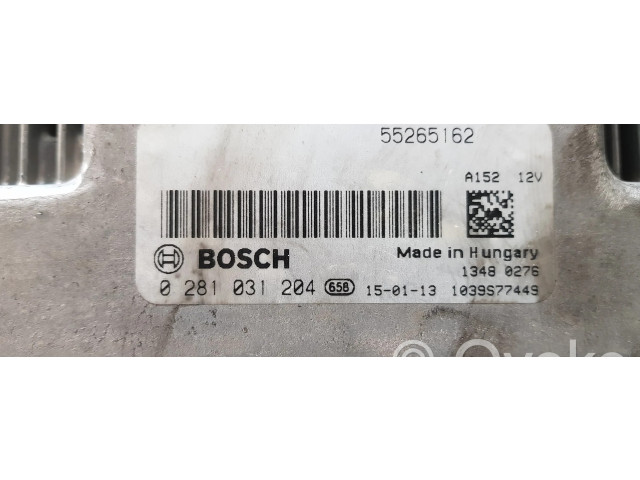 55265162
A152 12V
BOSCH
Made in Hungary
1348 0276
0 281 031 204 658 15-01-13 1039S77449